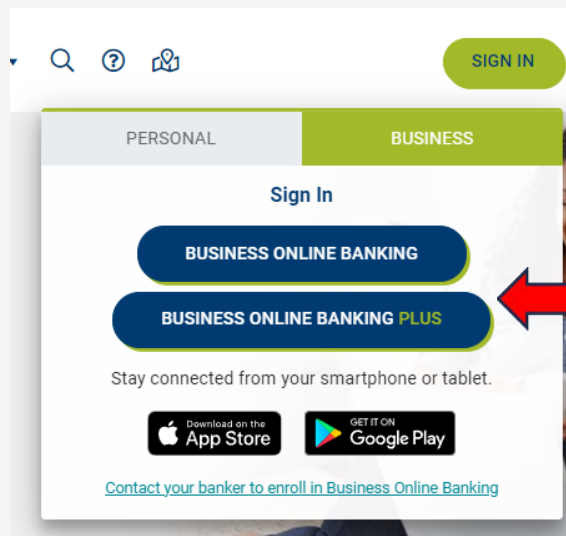 SIGN IN
PERSONAL
BUSINESS
Sign In
BUSINESS ONLINE BANKING
BUSINESS ONLINE BANKING PLUS
Stay connected from your smartphone or tablet.
Download on the
App Store
GET IT ON
Google Play
Contact your banker to enroll in Business Online Banking